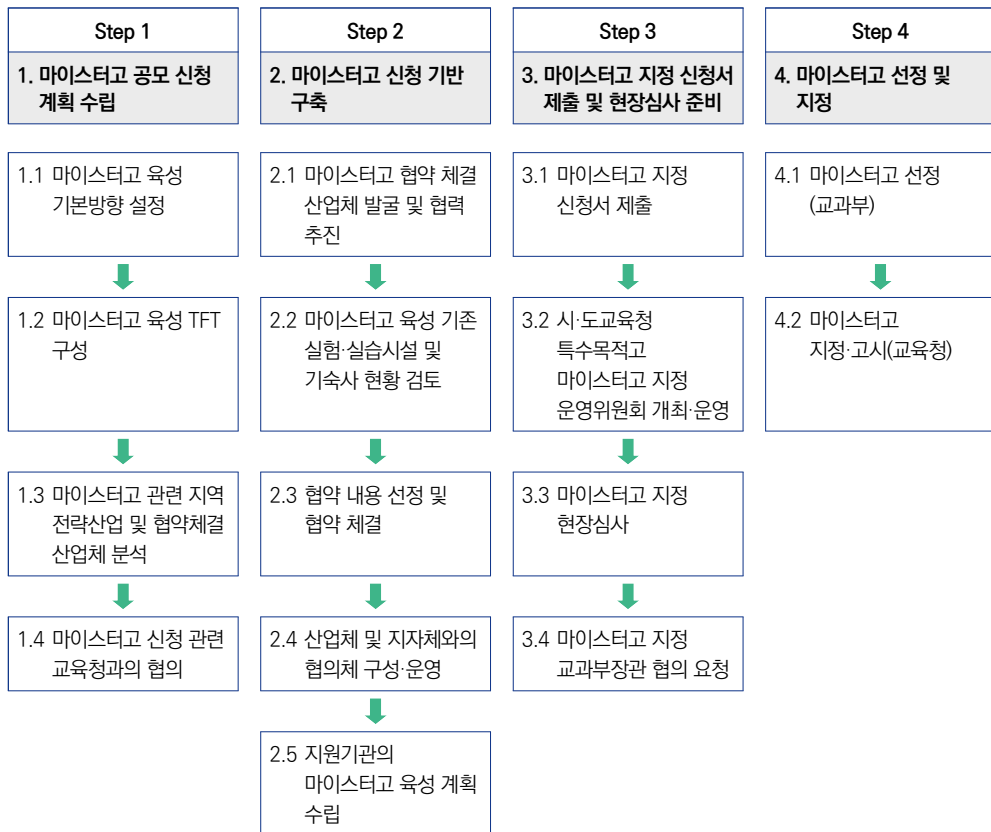 Step 1
1. 마이스터고 공모 신청
계획 수립
1.1 마이스터고 육성
기본방향 설정
1.2 마이스터고 육성 TFT
구성
1.3 마이스터고 관련 지역
전략산업 및 협약체결
산업체 분석
1.4 마이스터고 신청 관련
교육청과의 협의
Step 2
2. 마이스터고 신청 기반
구축
2.1 마이스터고 협약 체결
산업체 발굴 및 협력
추진
2.2 마이스터고 육성 기존
실험·실습시설 및
기숙사 현황 검토
2.3 협약 내용 선정 및
협약 체결
2.4 산업체 및 지자체와의
협의체 구성·운영
2.5 지원기관의
마이스터고 육성 계획
수립
Step 3
3. 마이스터고 지정 신청서
제출 및 현장심사 준비
3.1 마이스터고 지정
신청서 제출
3.2 시·도교육청
특수목적고
마이스터고 지정
운영위원회 개최·운영
3.3 마이스터고 지정
현장심사
3.4 마이스터고 지정
교과부장관 협의 요청
Step 4
4. 마이스터고 선정 및
지정
4.1 마이스터고 선정
(교과부)
4.2 마이스터고
지정·고시(교육청)